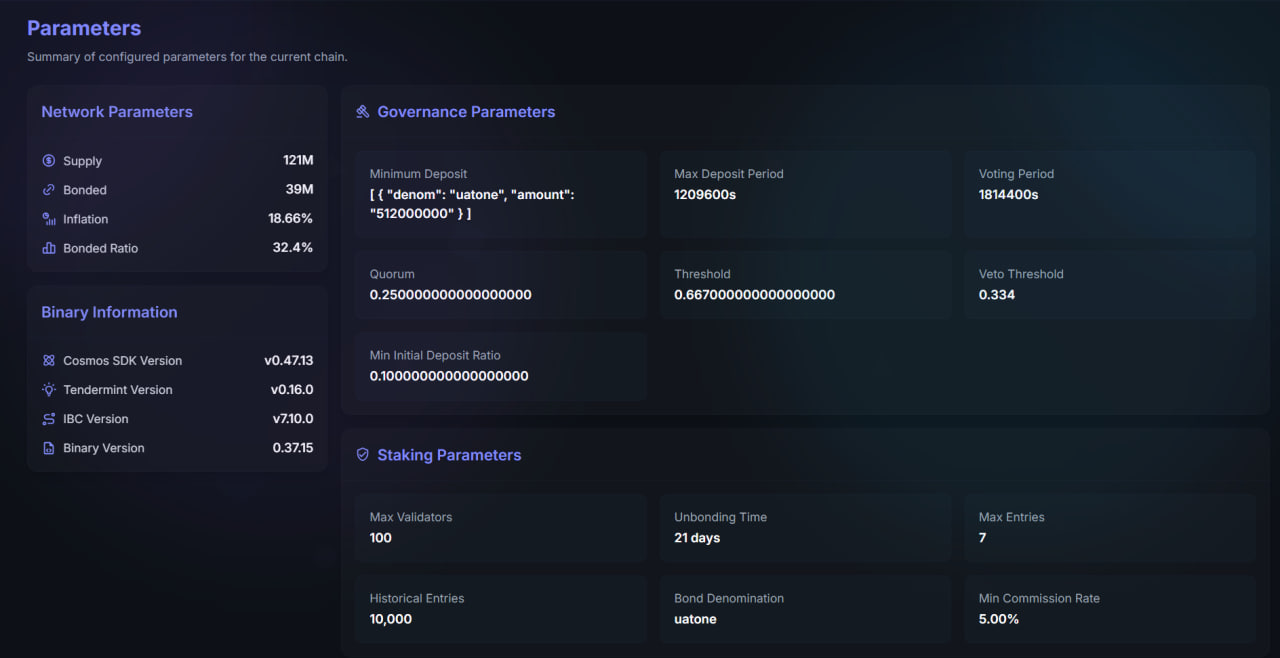 Parameters
Summary of configured parameters for the current chain.
Network Parameters
Supply 121M
Bonded 39M
Inflation 18.66%
Bonded Ratio 32.4%
Binary Information
Cosmos SDK Version v0.47.13
Tendermint Version v0.16.0
IBC Version v7.10.0
Binary Version 0.37.15
Governance Parameters
Minimum Deposit
[ { "denom": "uatone", "amount":
"512000000" } ]
Max Deposit Period
1209600s
Voting Period
1814400s
Quorum
0.250000000000000000
Threshold
0.667000000000000000
Veto Threshold
0.334
Min Initial Deposit Ratio
0.100000000000000000
Staking Parameters
Max Validators
100
Unbonding Time
21 days
Max Entries
7
Historical Entries
10,000
Bond Denomination
uatone
Min Commission Rate
5.00%